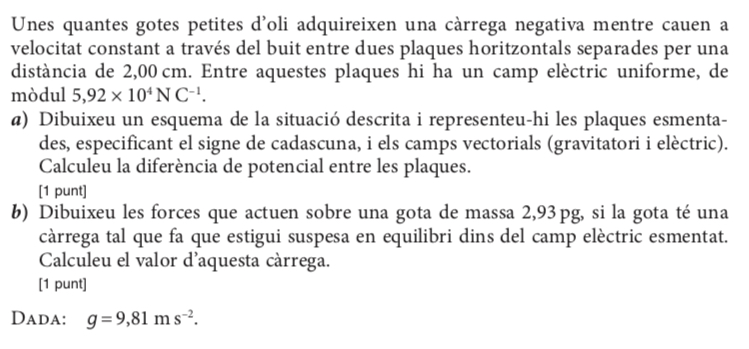 Unes quantes gotes petites d’oli adquireixen una càrrega negativa mentre cauen a
velocitat constant a través del buit entre dues plaques horitzontals separades per una
distància de 2,00 cm. Entre aquestes plaques hi ha un camp elèctric uniforme, de
mòdul 5,92 × 10⁴ N C⁻¹.
a) Dibuixeu un esquema de la situació descrita i representeu-hi les plaques esmenta-
des, especificant el signe de cadascuna, i els camps vectorials (gravitatori i elèctric).
Calculeu la diferència de potencial entre les plaques.
[1 punt]
b) Dibuixeu les forces que actuen sobre una gota de massa 2,93 pg, si la gota té una
càrrega tal que fa que estigui suspesa en equilibri dins del camp elèctric esmentat.
Calculeu el valor d’aquesta càrrega.
[1 punt]
DADA: g = 9,81 m s⁻².